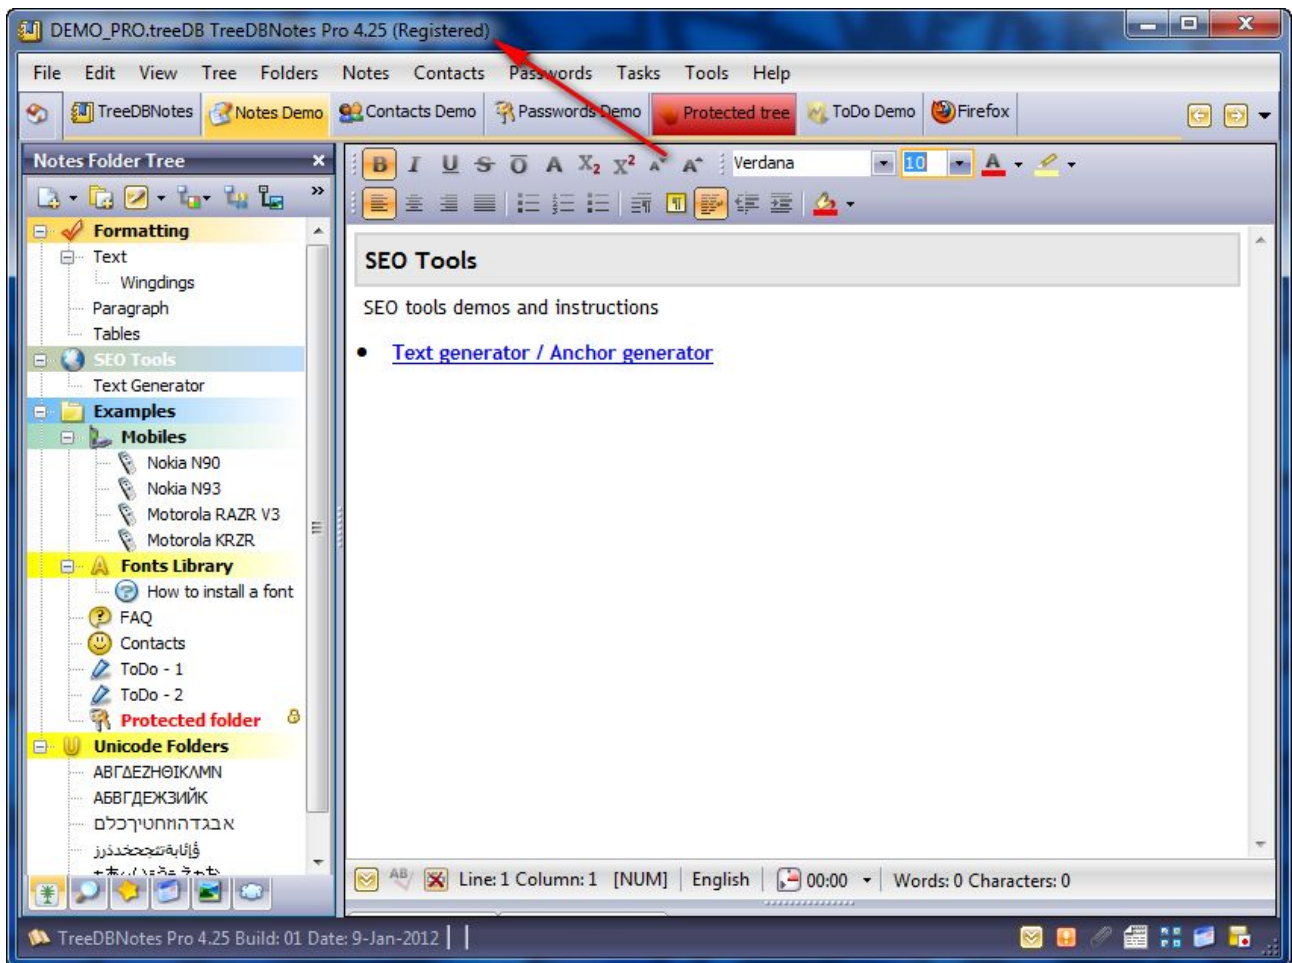 DEMO_PRO.treeDB TreeDBNotes Pro 4.25 (Registered)
File Edit View Tree Folders Notes Contacts Passwords Tasks Tools Help
TreeDBNotes Notes Demo Contacts Demo Passwords Demo Protected tree ToDo Demo Firefox
Notes Folder Tree
B I U S O A X2 X2 A A Verdana 10 A
Formatting
Text
Wingdings
Paragraph
Tables
SEO Tools
Text Generator
Examples
Mobiles
Nokia N90
Nokia N93
Motorola RAZR V3
Motorola KRZR
Fonts Library
How to install a font
FAQ
Contacts
ToDo - 1
ToDo - 2
Protected folder
Unicode Folders
ΑΒΓΔΕΖΗΘΙΚΛΜΝ
АБВГДЕЖЗИЙК
אבגדהוזחטיךכלם
SEO Tools
SEO tools demos and instructions
• Text generator / Anchor generator
Line: 1 Column: 1 [NUM] English 00:00 Words: 0 Characters: 0
TreeDBNotes Pro 4.25 Build: 01 Date: 9-Jan-2012